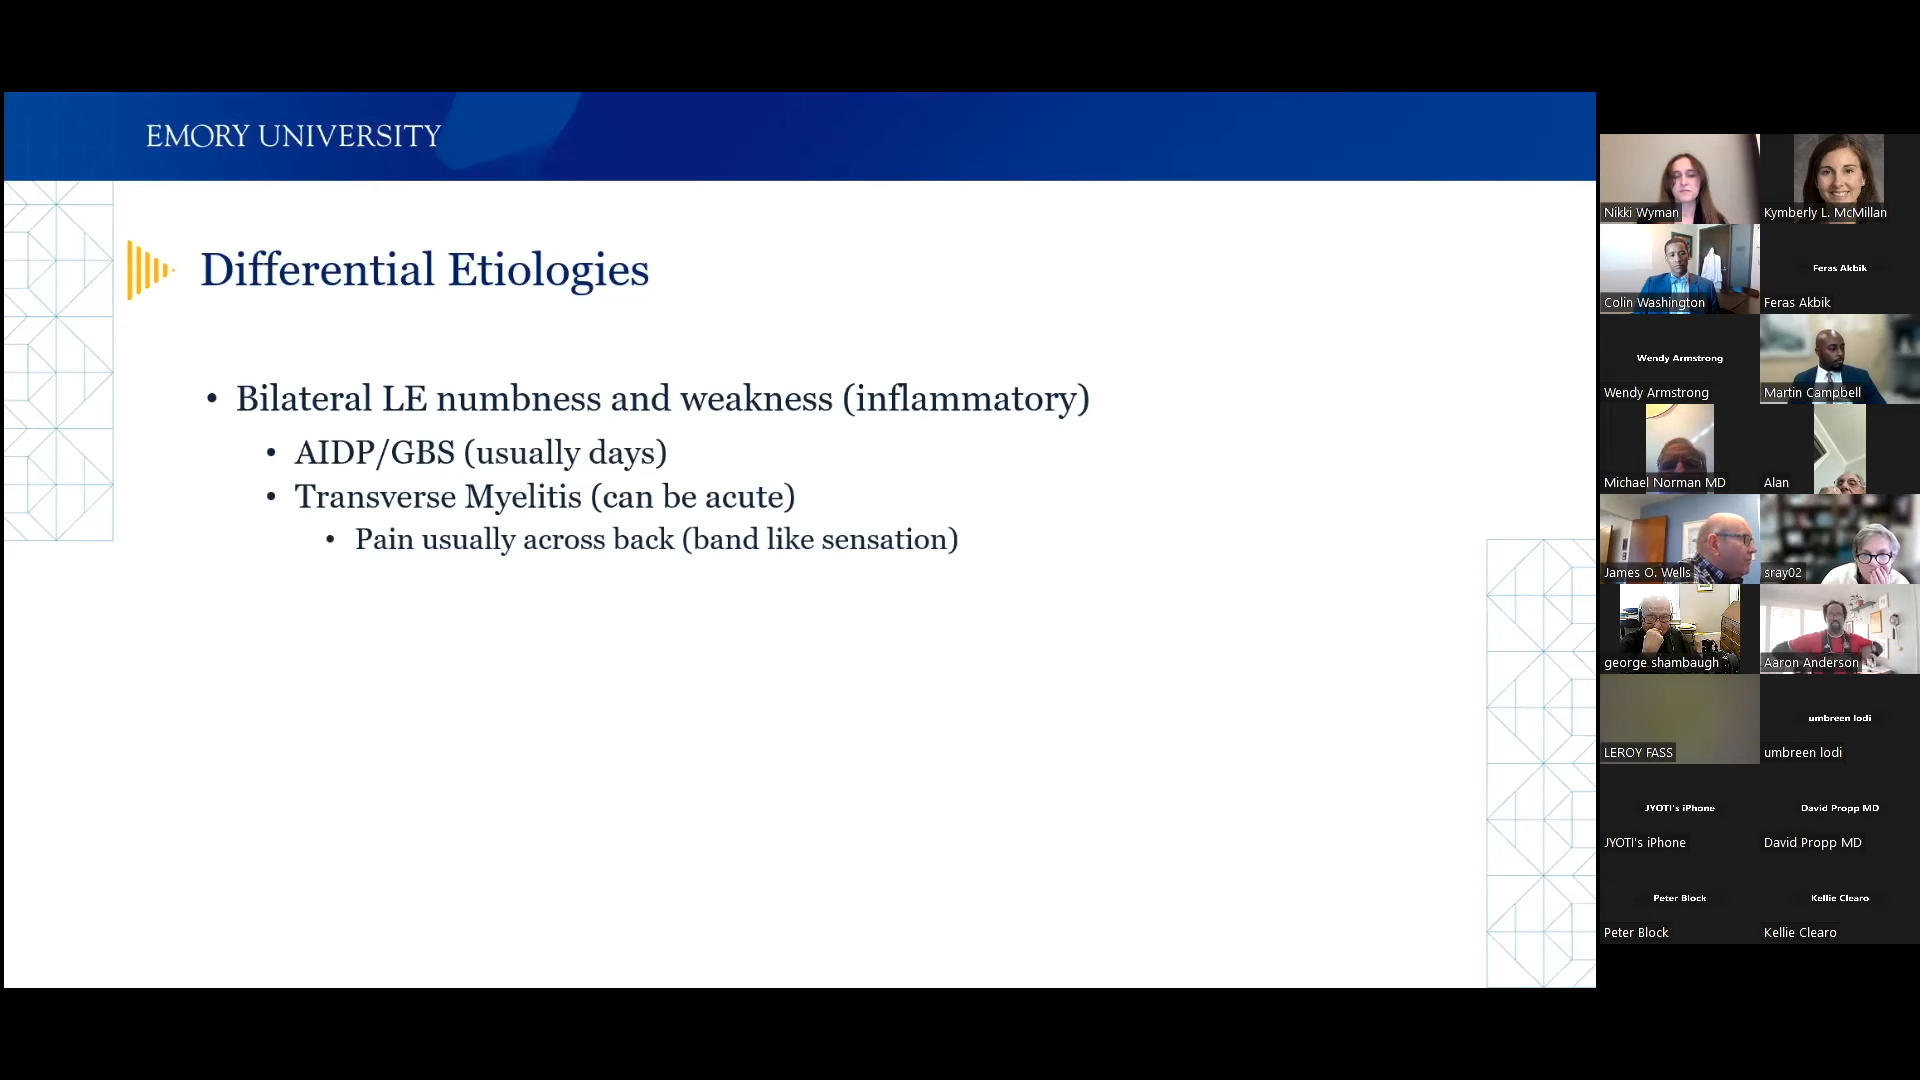 EMORY UNIVERSITY
Differential Etiologies
• Bilateral LE numbness and weakness (inflammatory)
• AIDP/GBS (usually days)
• Transverse Myelitis (can be acute)
• Pain usually across back (band like sensation)
Nikki Wyman
Kymberly L. McMillan
Colin Washington
Feras Akbik
Feras Akbik
Wendy Armstrong
Wendy Armstrong
Martin Campbell
Michael Norman MD
Alan
James O. Wells
sray02
george shambaugh
Aaron Anderson
LEROY FASS
umbreen lodi
umbreen lodi
JYOTI's iPhone
JYOTI's iPhone
David Propp MD
David Propp MD
Peter Block
Peter Block
Kellie Clearo
Kellie Clearo